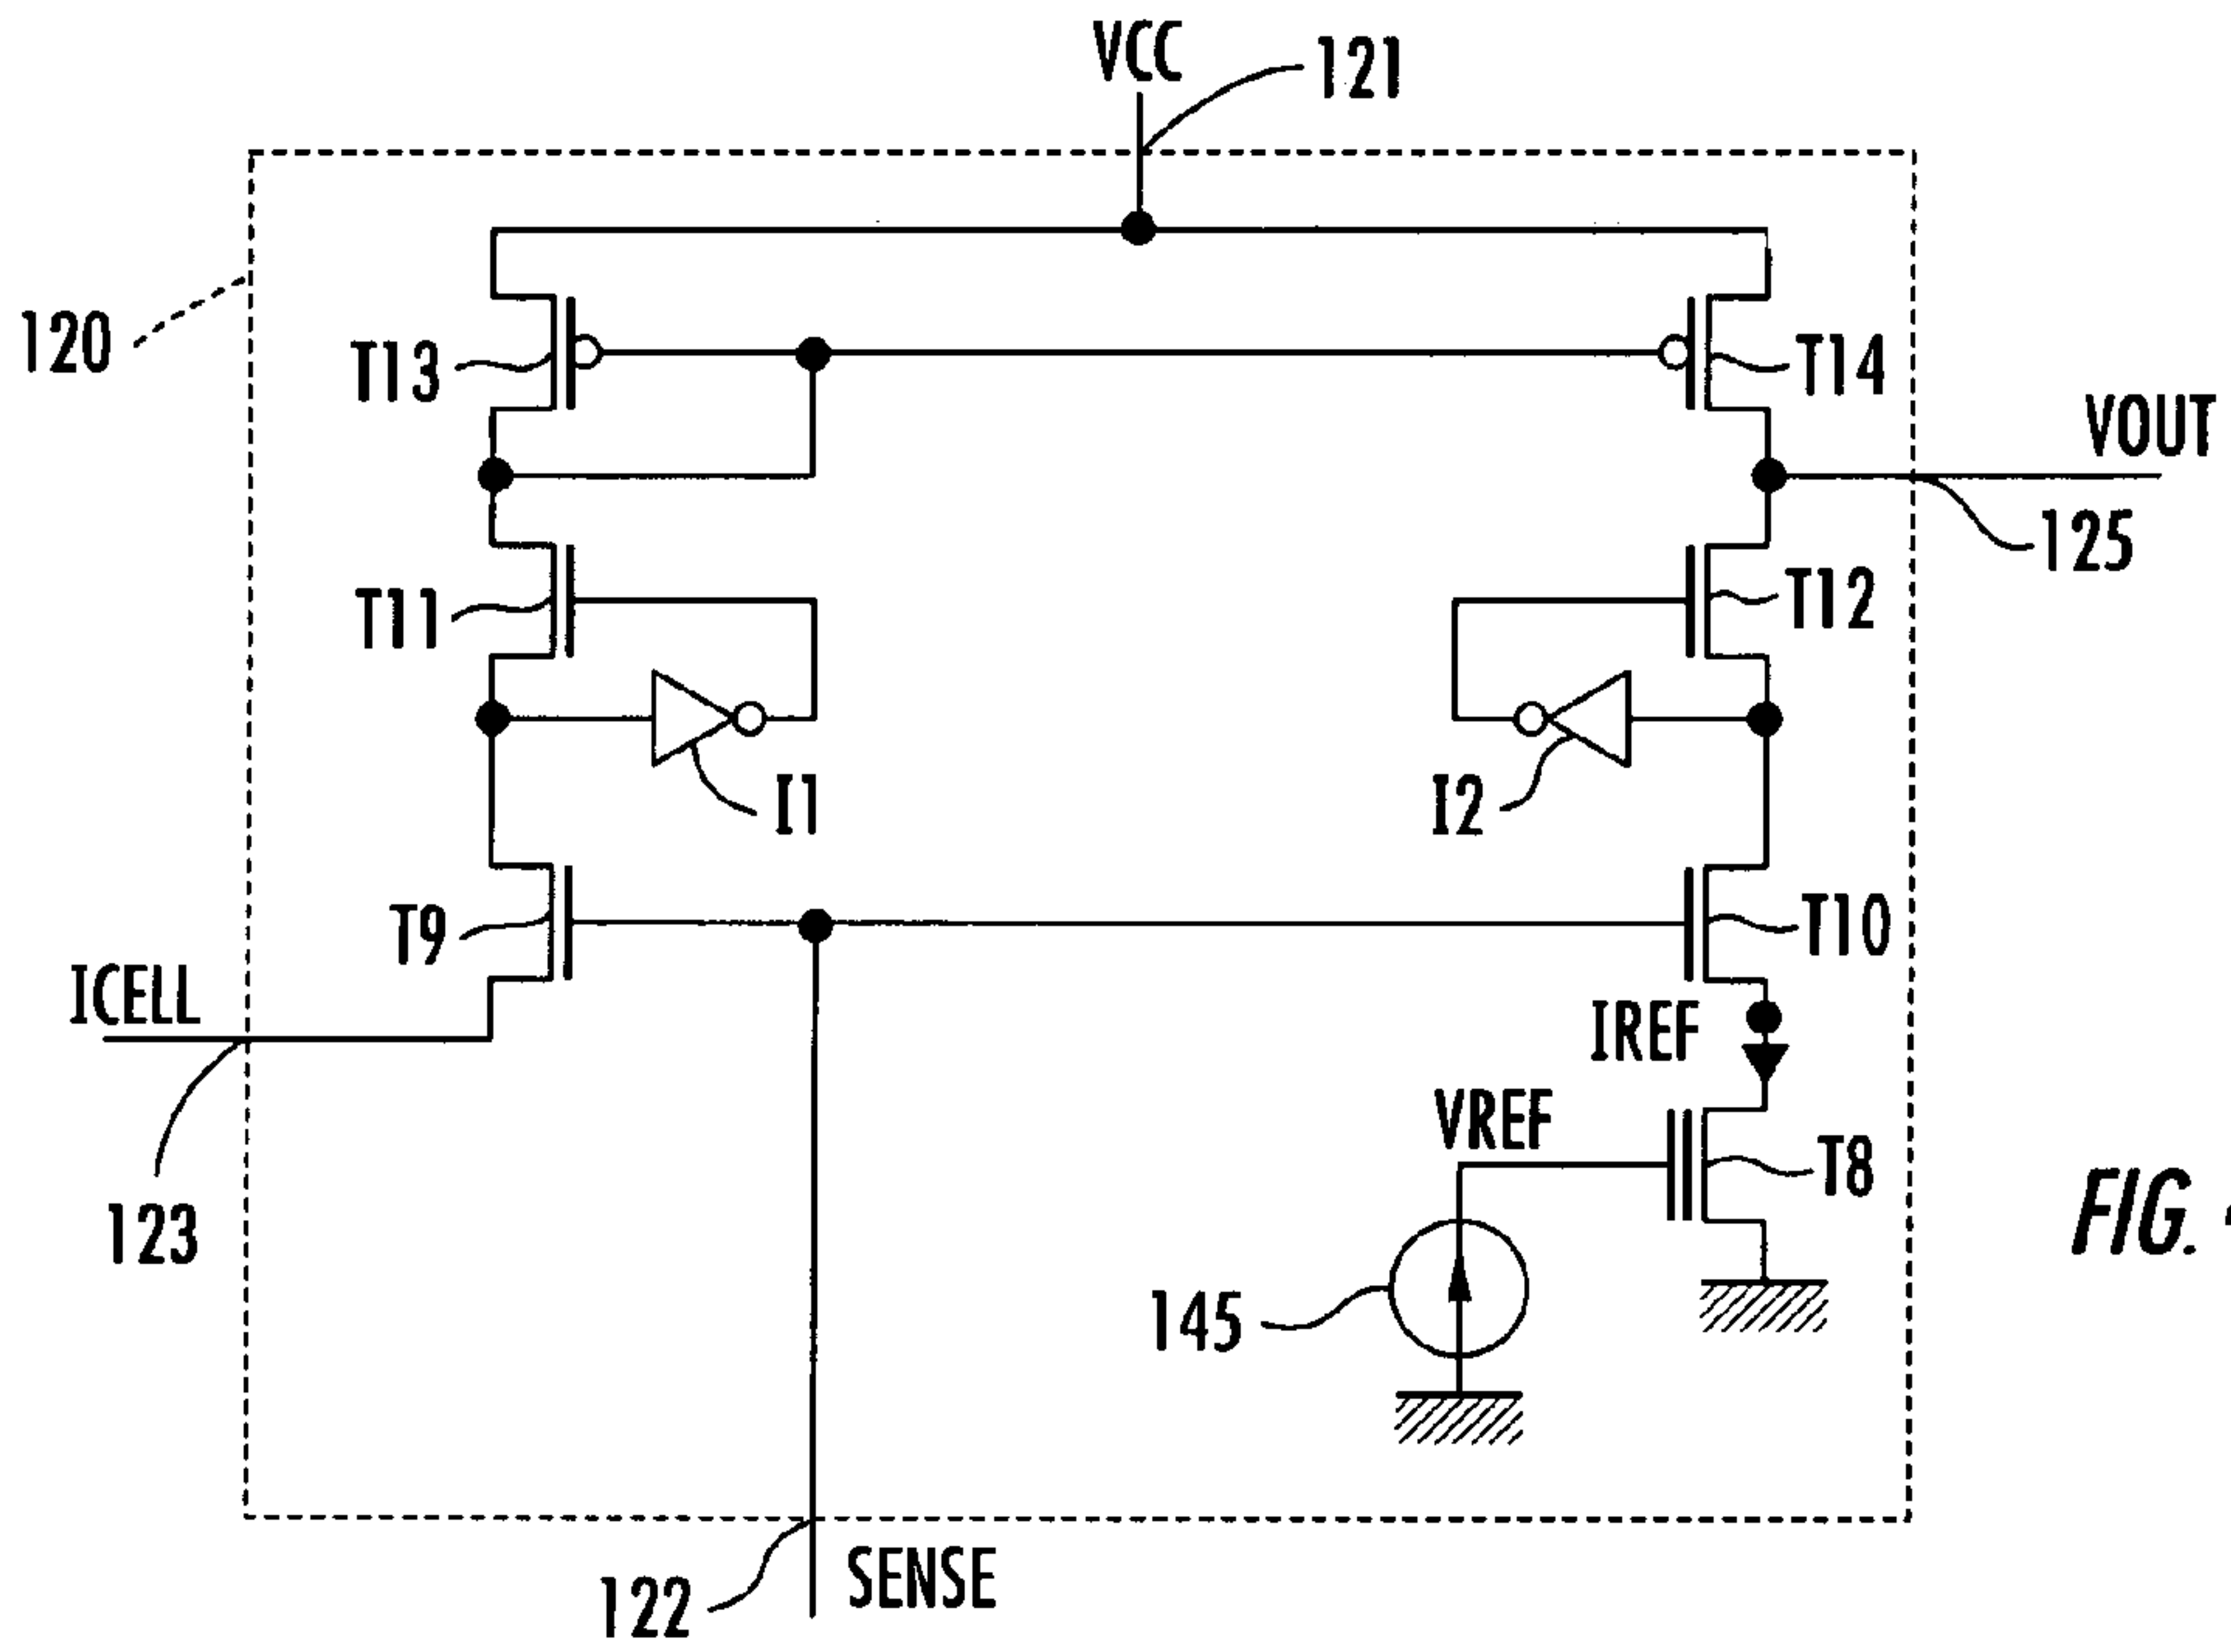 VCC
121
120
T13
T14
VOUT
125
T11
T12
I1
I2
T9
T10
ICELL
IREF
VREF
T8
123
145
FIG.
122
SENSE